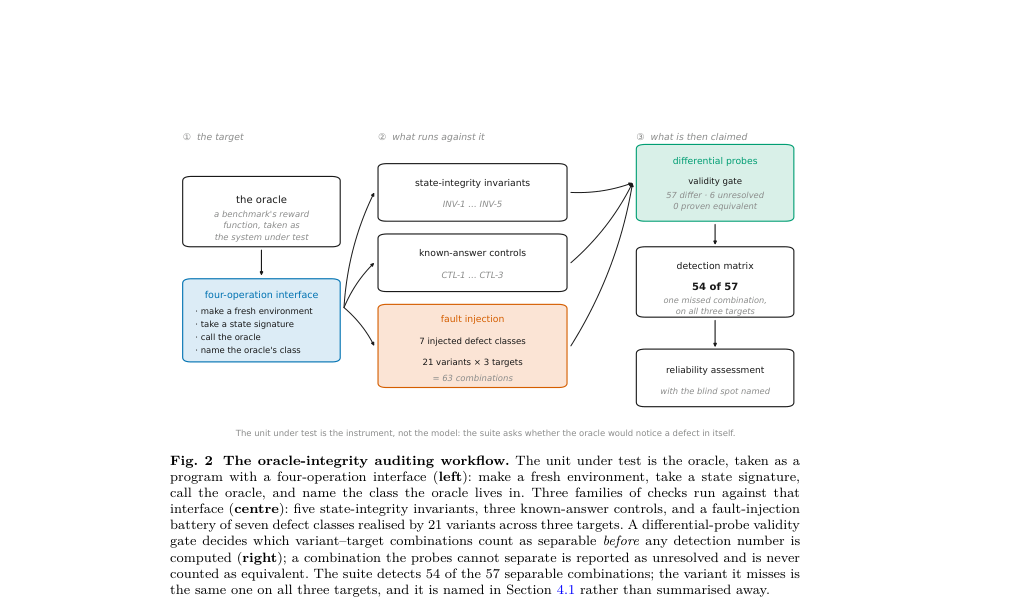 ① the target
the oracle
a benchmark's reward
function, taken as
the system under test
four-operation interface
· make a fresh environment
· take a state signature
· call the oracle
· name the oracle's class
② what runs against it
state-integrity invariants
INV-1 … INV-5
known-answer controls
CTL-1 … CTL-3
fault injection
7 injected defect classes
21 variants × 3 targets
= 63 combinations
③ what is then claimed
differential probes
validity gate
57 differ · 6 unresolved
0 proven equivalent
detection matrix
54 of 57
one missed combination,
on all three targets
reliability assessment
with the blind spot named
The unit under test is the instrument, not the model: the suite asks whether the oracle would notice a defect in itself.
Fig. 2 The oracle-integrity auditing workflow. The unit under test is the oracle, taken as a
program with a four-operation interface (left): make a fresh environment, take a state signature,
call the oracle, and name the class the oracle lives in. Three families of checks run against that
interface (centre): five state-integrity invariants, three known-answer controls, and a fault-injection
battery of seven defect classes realised by 21 variants across three targets. A differential-probe validity
gate decides which variant–target combinations count as separable before any detection number is
computed (right); a combination the probes cannot separate is reported as unresolved and is never
counted as equivalent. The suite detects 54 of the 57 separable combinations; the variant it misses is
the same one on all three targets, and it is named in Section 4.1 rather than summarised away.